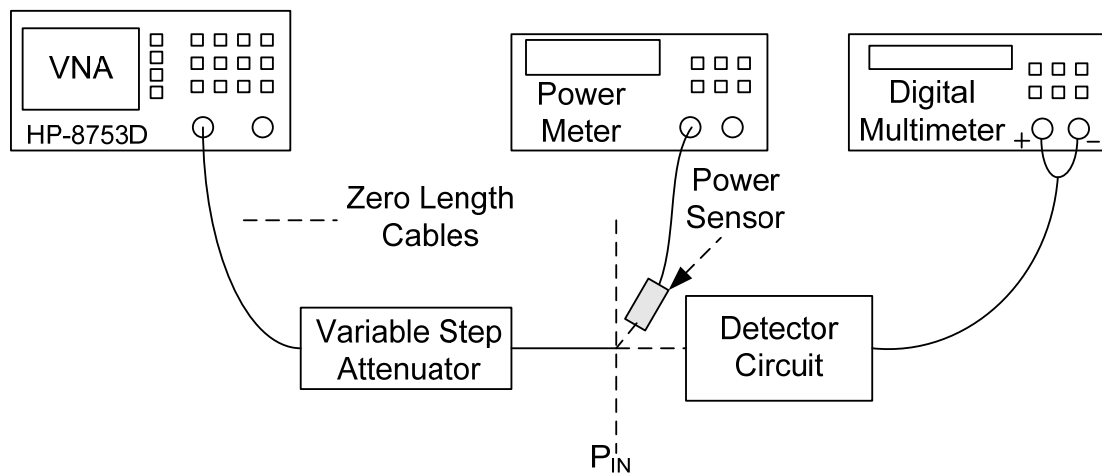 VNA
HP-8753D
Power
Meter
Digital
Multimeter
+
-
Zero Length
Cables
Power
Sensor
Variable Step
Attenuator
Detector
Circuit
PIN